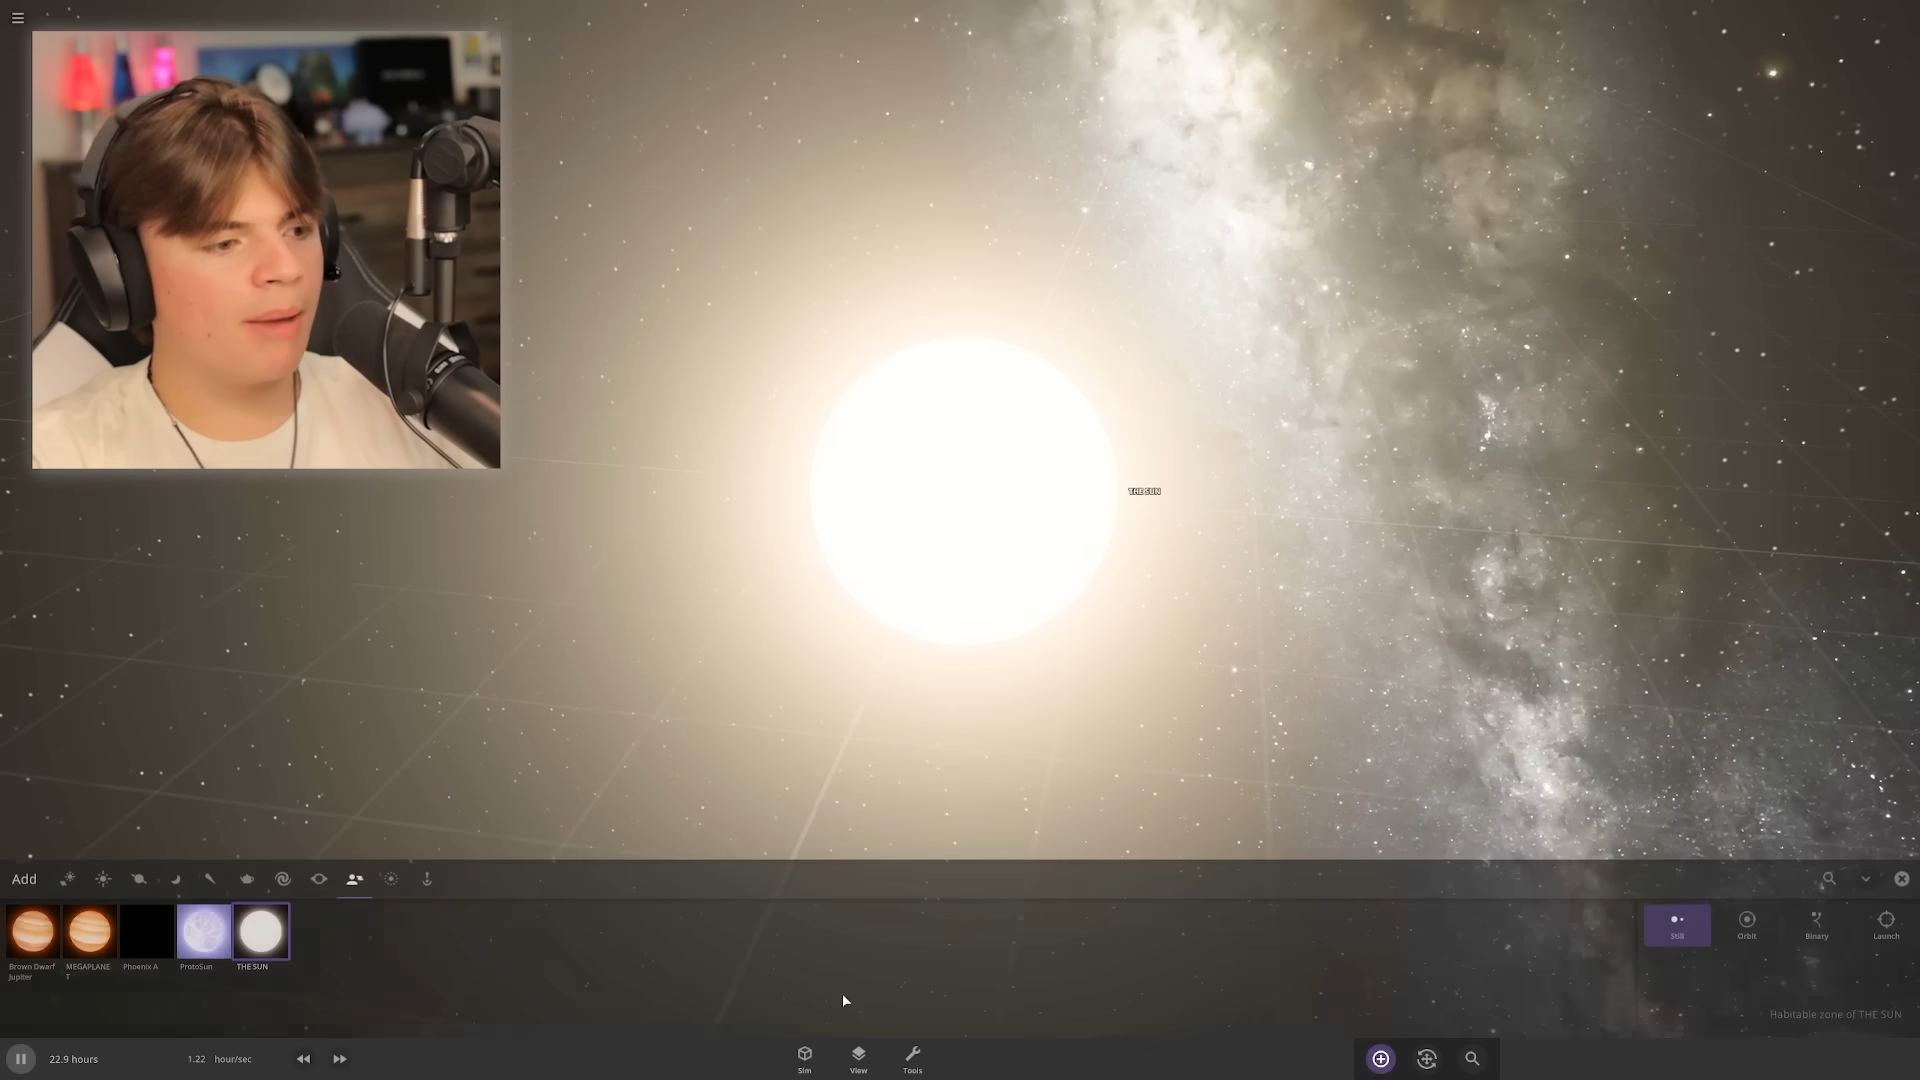 THE SUN
Add
Brown Dwarf
Jupiter
MEGAPLANE
T
Phoenix A
ProtoSun
THE SUN
Still
Orbit
Binary
Launch
Habitable zone of THE SUN
22.9 hours
1.22 hour/sec
Sim
View
Tools